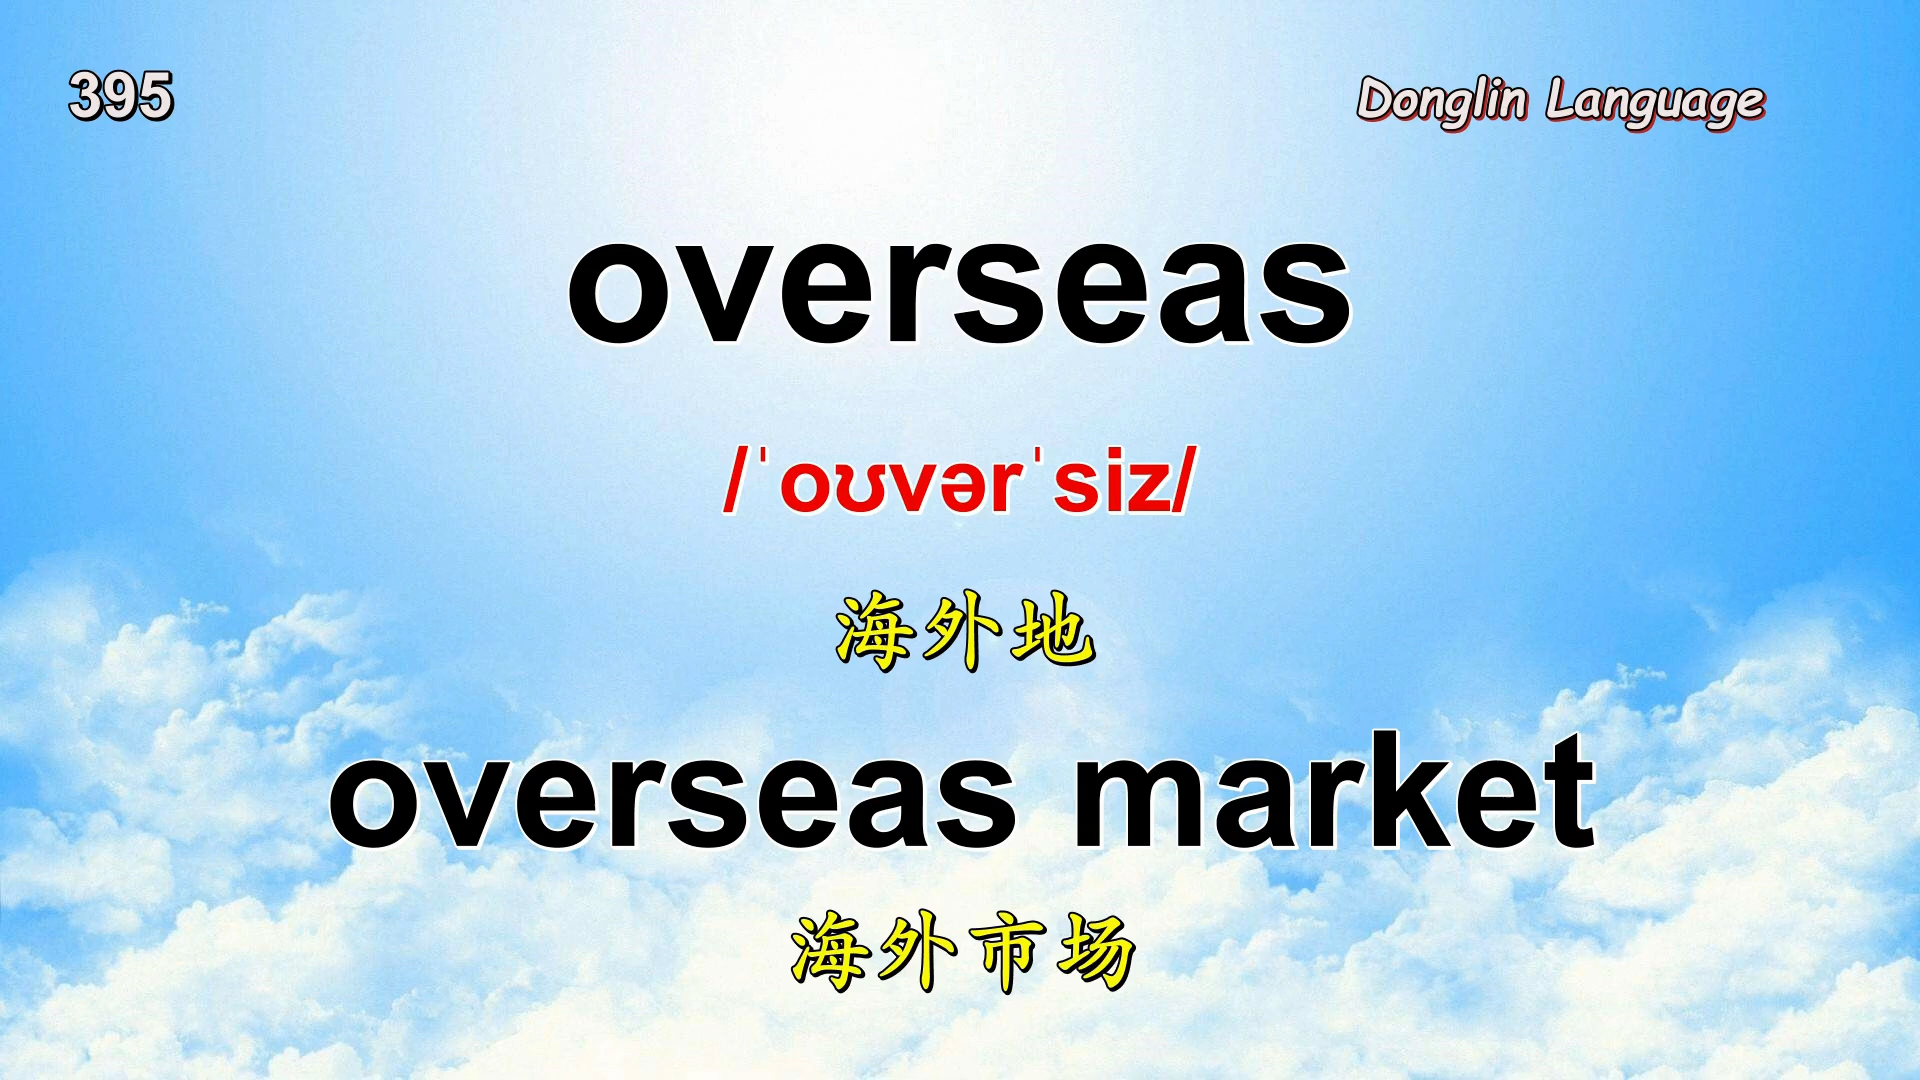 395
Donglin Language
overseas
/ˈoʊvərˈsiz/
海外地
overseas market
海外市场